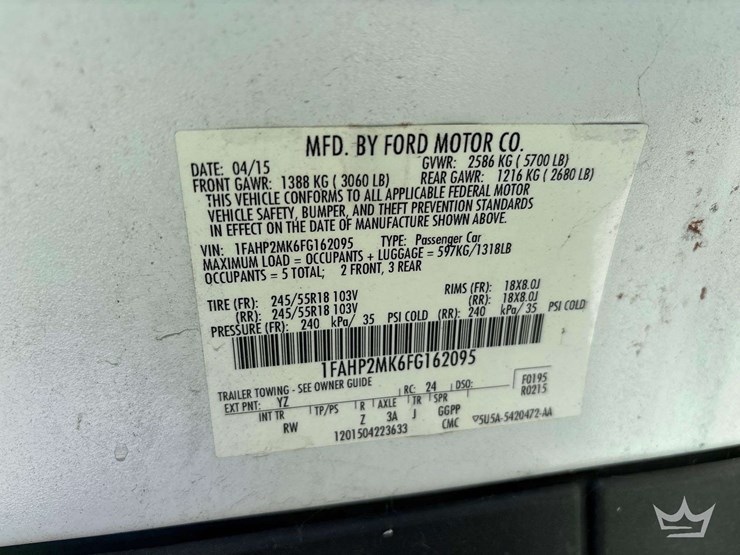 MFD. BY FORD MOTOR CO.
DATE: 04/15 GVWR: 2586 KG ( 5700 LB)
FRONT GAWR: 1388 KG ( 3060 LB) REAR GAWR: 1216 KG ( 2680 LB)
THIS VEHICLE CONFORMS TO ALL APPLICABLE FEDERAL MOTOR
VEHICLE SAFETY, BUMPER, AND THEFT PREVENTION STANDARDS
IN EFFECT ON THE DATE OF MANUFACTURE SHOWN ABOVE.
VIN: 1FAHP2MK6FG162095 TYPE: Passenger Car
MAXIMUM LOAD = OCCUPANTS + LUGGAGE = 597KG/1318LB
OCCUPANTS = 5 TOTAL; 2 FRONT, 3 REAR
TIRE (FR): 245/55R18 103V RIMS (FR): 18X8.0J
(RR): 245/55R18 103V (RR): 18X8.0J
PRESSURE (FR): 240 kPa/ 35 PSI COLD (RR): 240 kPa/ 35 PSI COLD
1FAHP2MK6FG162095
TRAILER TOWING - SEE OWNER GUIDE
EXT PNT: YZ RC: 24 DSO: F0195
R0215
INT TR TP/PS R AXLE TR SPR
RW Z 3A J GGPP
1201504223633 CMC 5U5A-5420472-AA